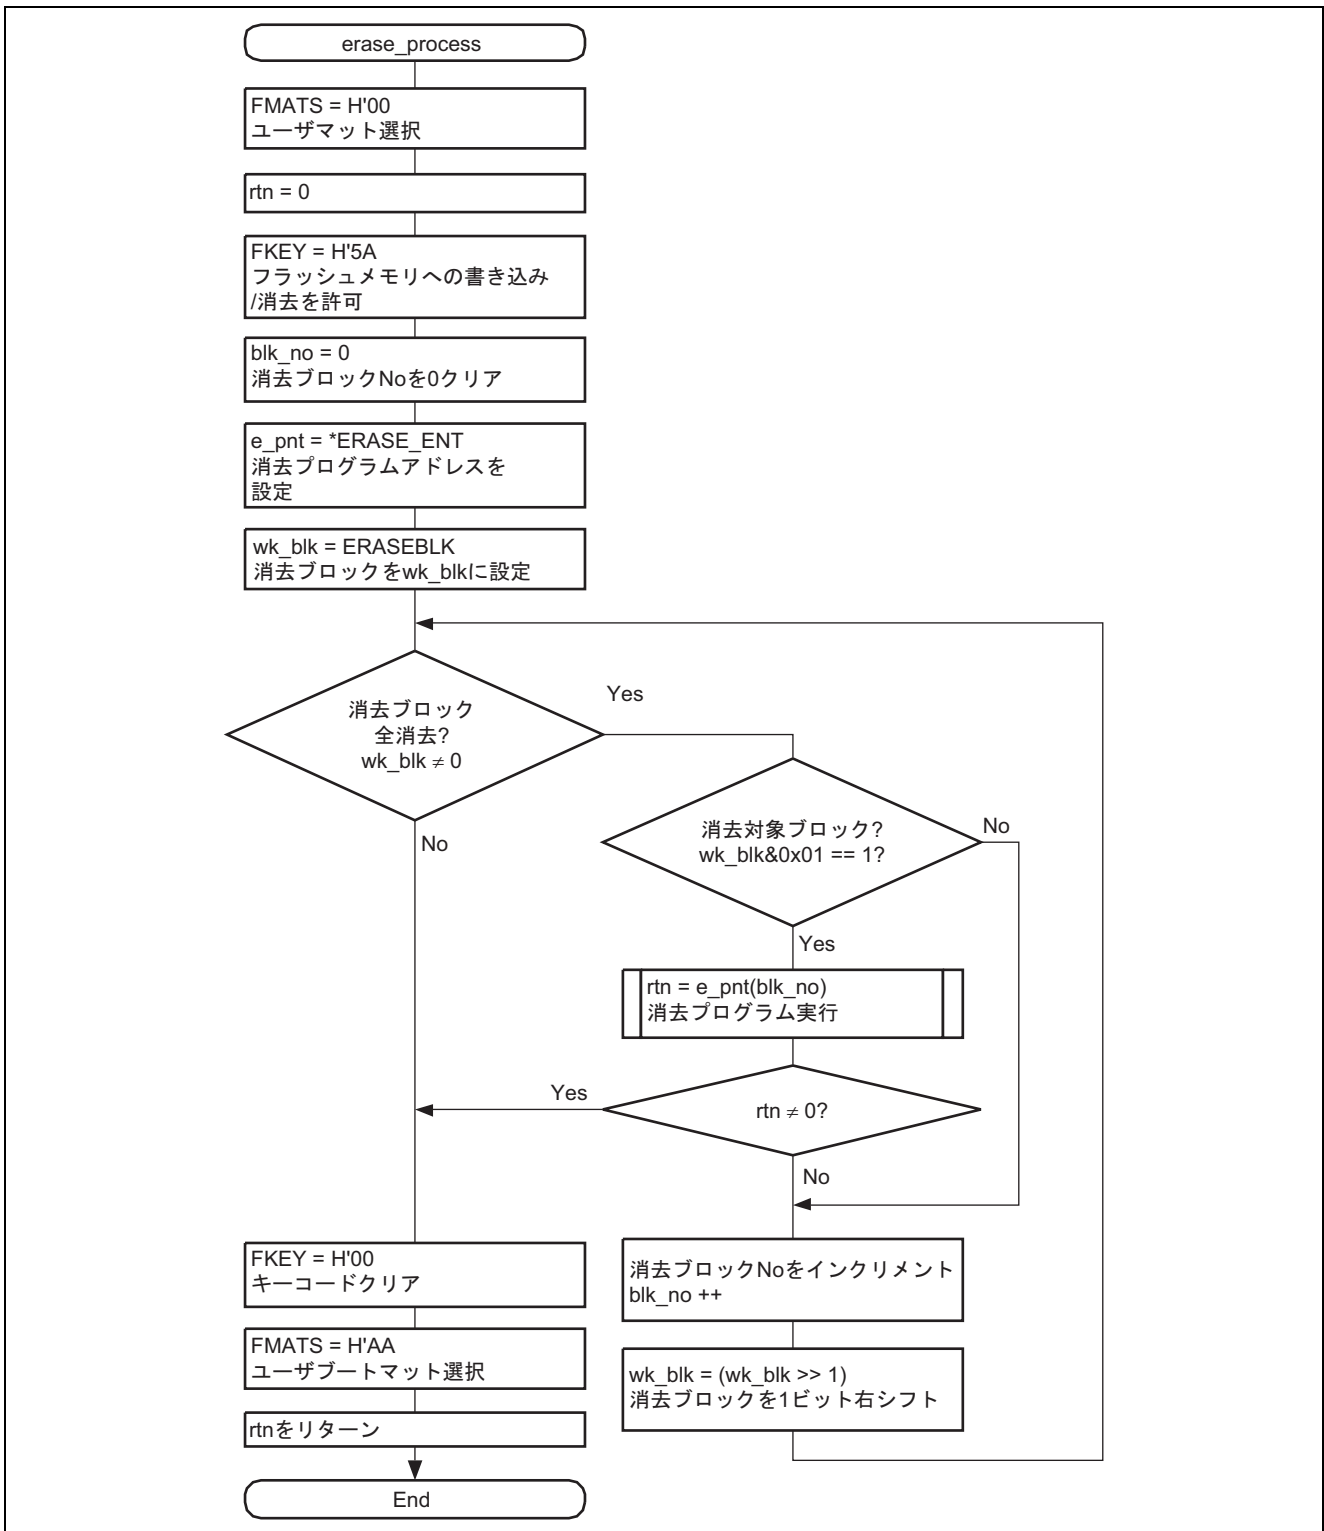 erase_process
FMATS = H'00
ユーザマット選択
rtn = 0
FKEY = H'5A
フラッシュメモリへの書き込み
/消去を許可
blk_no = 0
消去ブロックNoを0クリア
e_pnt = *ERASE_ENT
消去プログラムアドレスを
設定
wk_blk = ERASEBLK
消去ブロックをwk_blkに設定
消去ブロック
全消去?
wk_blk ≠ 0
Yes
No
消去対象ブロック?
wk_blk&0x01 == 1?
No
Yes
rtn = e_pnt(blk_no)
消去プログラム実行
rtn ≠ 0?
Yes
No
消去ブロックNoをインクリメント
blk_no ++
wk_blk = (wk_blk >> 1)
消去ブロックを1ビット右シフト
FKEY = H'00
キーコードクリア
FMATS = H'AA
ユーザブートマット選択
rtnをリターン
End